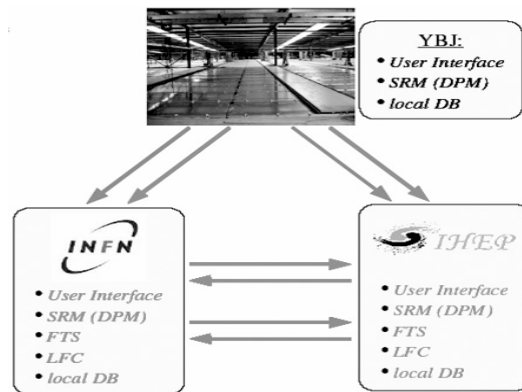 YBJ:
• User Interface
• SRM (DPM)
• local DB
INFN
• User Interface
• SRM (DPM)
• FTS
• LFC
• local DB
IHEP
• User Interface
• SRM (DPM)
• FTS
• LFC
• local DB